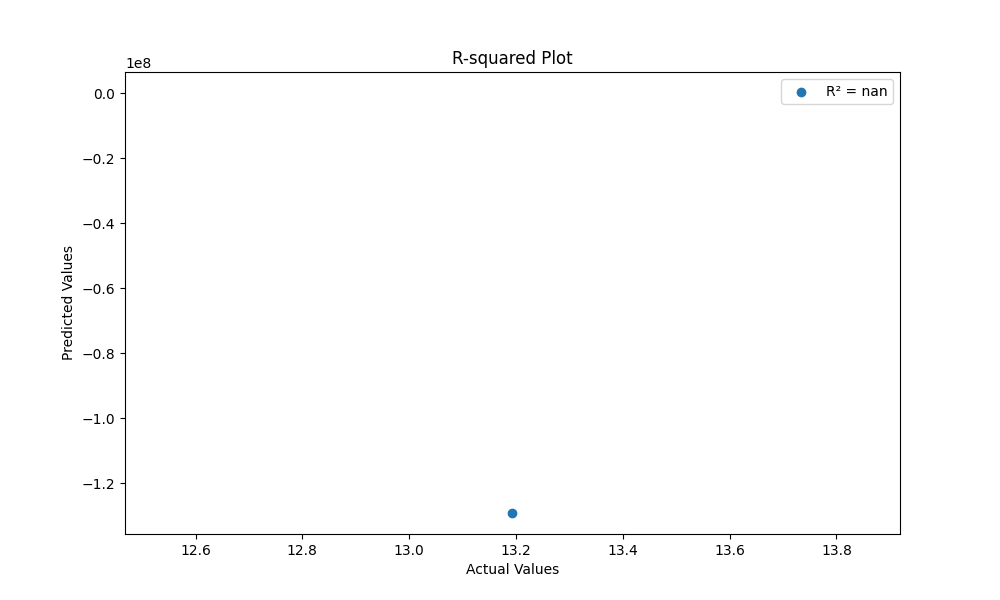 R-squared Plot
1e8
R² = nan
0.0
−0.2
−0.4
−0.6
−0.8
−1.0
−1.2
Predicted Values
12.6 12.8 13.0 13.2 13.4 13.6 13.8
Actual Values